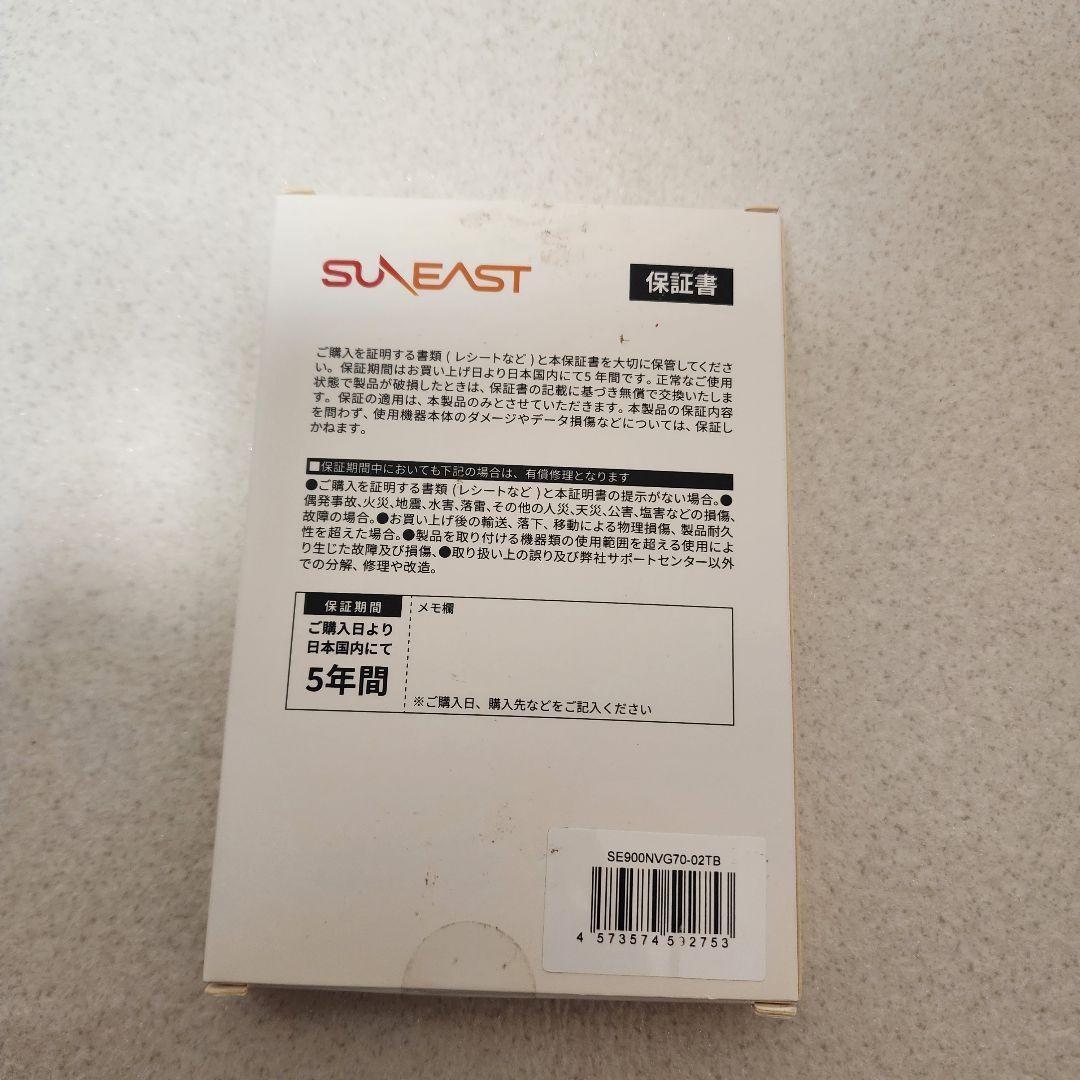 SUNEAST
保証書
ご購入を証明する書類 ( レシートなど ) と本保証書を大切に保管してくださ
い。保証期間はお買い上げ日より日本国内にて5 年間です。正常なご使用
状態で製品が破損したときは、保証書の記載に基づき無償で交換いたしま
す。保証の適用は、本製品のみとさせていただきます。本製品の保証内容
を問わず、使用機器本体のダメージやデータ損傷などについては、保証し
かねます。
■保証期間中においても下記の場合は、有償修理となります
●ご購入を証明する書類 (レシートなど )と本証明書の提示がない場合。●
偶発事故、火災、地震、水害、落雷、その他の人災、天災、公害、塩害などの損傷、
故障の場合。●お買い上げ後の輸送、落下、移動による物理損傷、製品耐久
性を超えた場合。●製品を取り付ける機器類の使用範囲を超える使用によ
り生じた故障及び損傷、●取り扱い上の誤り及び弊社サポートセンター以外
での分解、修理や改造。
保証期間
ご購入日より
日本国内にて
5年間
メモ欄
※ご購入日、購入先などをご記入ください
SE900NVG70-02TB
4 573574 592753